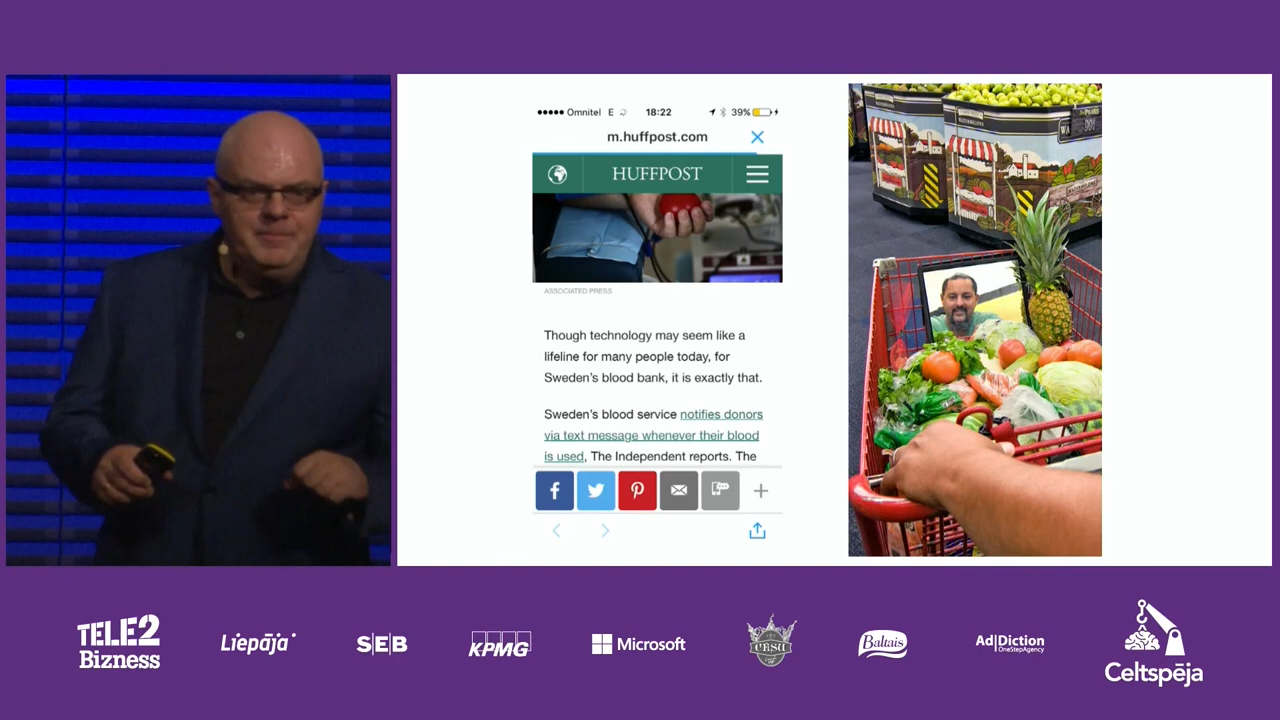 Omnitel E 18:22 39%
m.huffpost.com
HUFFPOST
ASSOCIATED PRESS
Though technology may seem like a
lifeline for many people today, for
Sweden's blood bank, it is exactly that.
Sweden's blood service notifies donors
via text message whenever their blood
is used, The Independent reports. The
TELE2
Bizness
Liepāja
S|E|B
KPMG
Microsoft
Baltais
Ad|Diction
OneStepAgency
Celtspēja